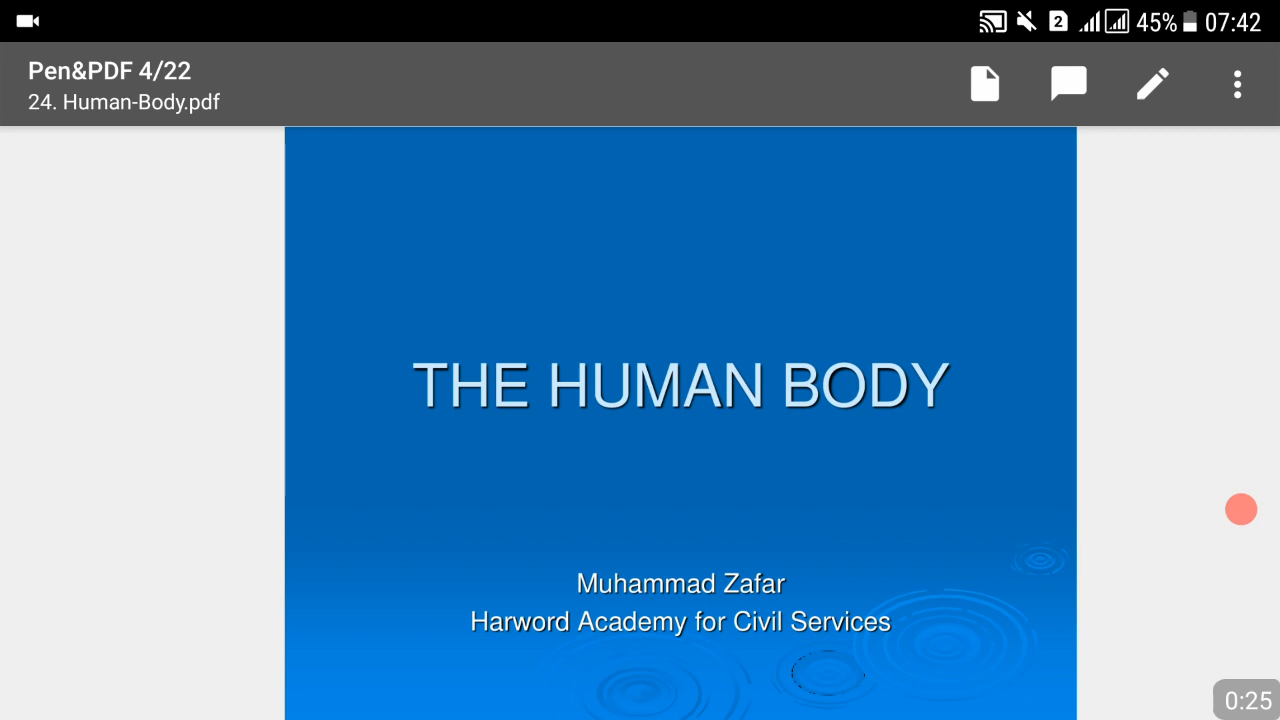 2 45% 07:42
Pen&PDF 4/22
24. Human-Body.pdf
THE HUMAN BODY
Muhammad Zafar
Harword Academy for Civil Services
0:25